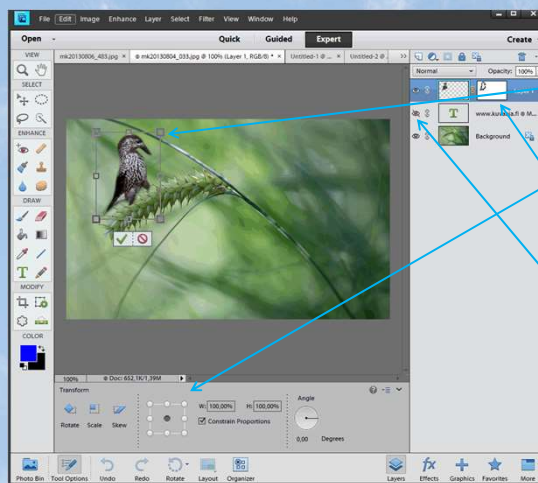 File Edit Image Enhance Layer Select Filter View Window Help
Open Quick Guided Expert Create
VIEW
mk20130806_485.jpg × mk20130804_033.jpg @ 100% (Layer 1, RGB/8) * × Untitled-1 @ ... × Untitled-2 @
Normal Opacity: 100%
SELECT
T www.kuvaisa.fi © M...
Background
ENHANCE
DRAW
T
MODIFY
COLOR
100% Doc: 652,1K/1,39M
Transform
Rotate Scale Skew
W: 100,00% H: 100,00%
Constrain Proportions
Angle
0,00 Degrees
Photo Bin Tool Options Undo Redo Rotate Layout Organizer Layers Effects Graphics Favorites More